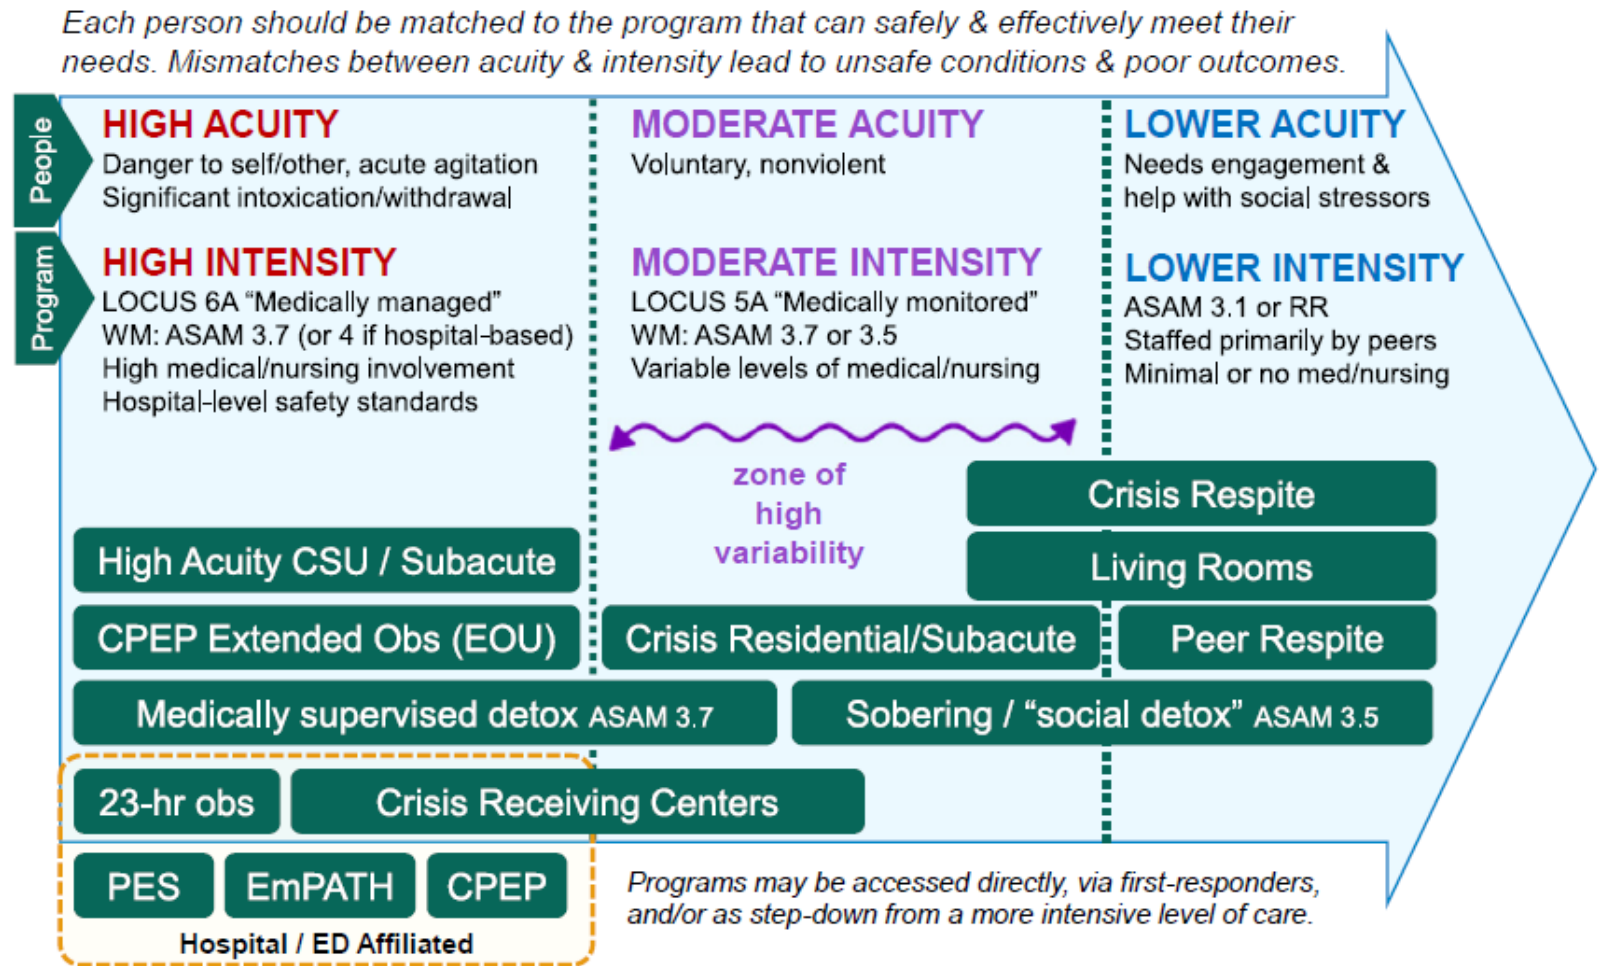 Each person should be matched to the program that can safely & effectively meet their
needs. Mismatches between acuity & intensity lead to unsafe conditions & poor outcomes.
People
HIGH ACUITY
Danger to self/other, acute agitation
Significant intoxication/withdrawal
MODERATE ACUITY
Voluntary, nonviolent
LOWER ACUITY
Needs engagement &
help with social stressors
Program
HIGH INTENSITY
LOCUS 6A “Medically managed”
WM: ASAM 3.7 (or 4 if hospital-based)
High medical/nursing involvement
Hospital-level safety standards
MODERATE INTENSITY
LOCUS 5A “Medically monitored”
WM: ASAM 3.7 or 3.5
Variable levels of medical/nursing
LOWER INTENSITY
ASAM 3.1 or RR
Staffed primarily by peers
Minimal or no med/nursing
zone of
high
variability
Crisis Respite
High Acuity CSU / Subacute
Living Rooms
CPEP Extended Obs (EOU)
Crisis Residential/Subacute
Peer Respite
Medically supervised detox ASAM 3.7
Sobering / “social detox” ASAM 3.5
23-hr obs
Crisis Receiving Centers
PES
EmPATH
CPEP
Hospital / ED Affiliated
Programs may be accessed directly, via first-responders,
and/or as step-down from a more intensive level of care.